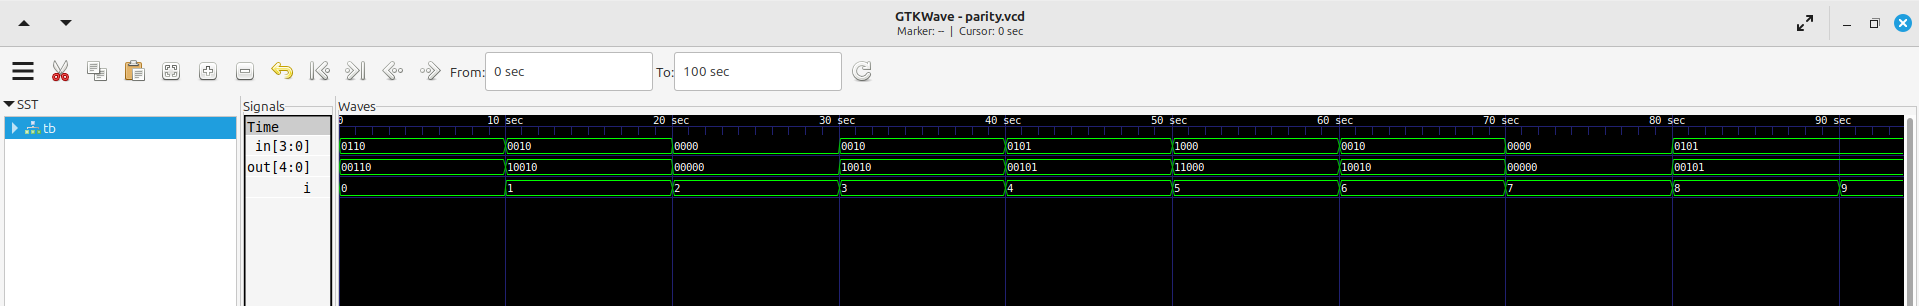 GTKWave - parity.vcd
Marker: -- | Cursor: 0 sec
From: 0 sec To: 100 sec
SST
tb
Signals
Waves
Time
in[3:0]
out[4:0]
i
0 10 sec 20 sec 30 sec 40 sec 50 sec 60 sec 70 sec 80 sec 90 sec
0110 0010 0000 0010 0101 1000 0010 0000 0101
00110 10010 00000 10010 00101 11000 10010 00000 00101
0 1 2 3 4 5 6 7 8 9